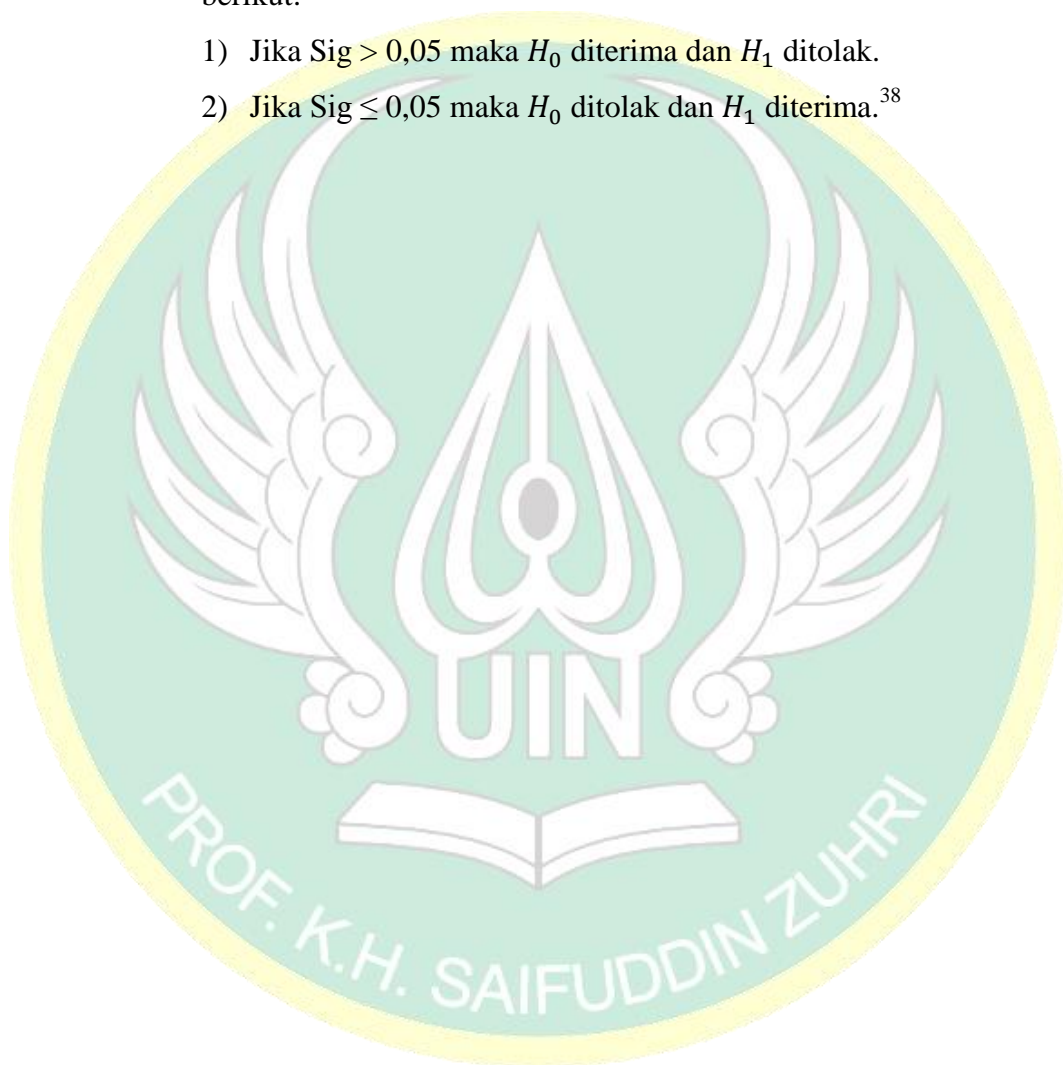 berikut:
1) Jika Sig > 0,05 maka H₀ diterima dan H₁ ditolak.
2) Jika Sig ≤ 0,05 maka H₀ ditolak dan H₁ diterima.³⁸
UIN
PROF. K.H. SAIFUDDIN ZUHRI